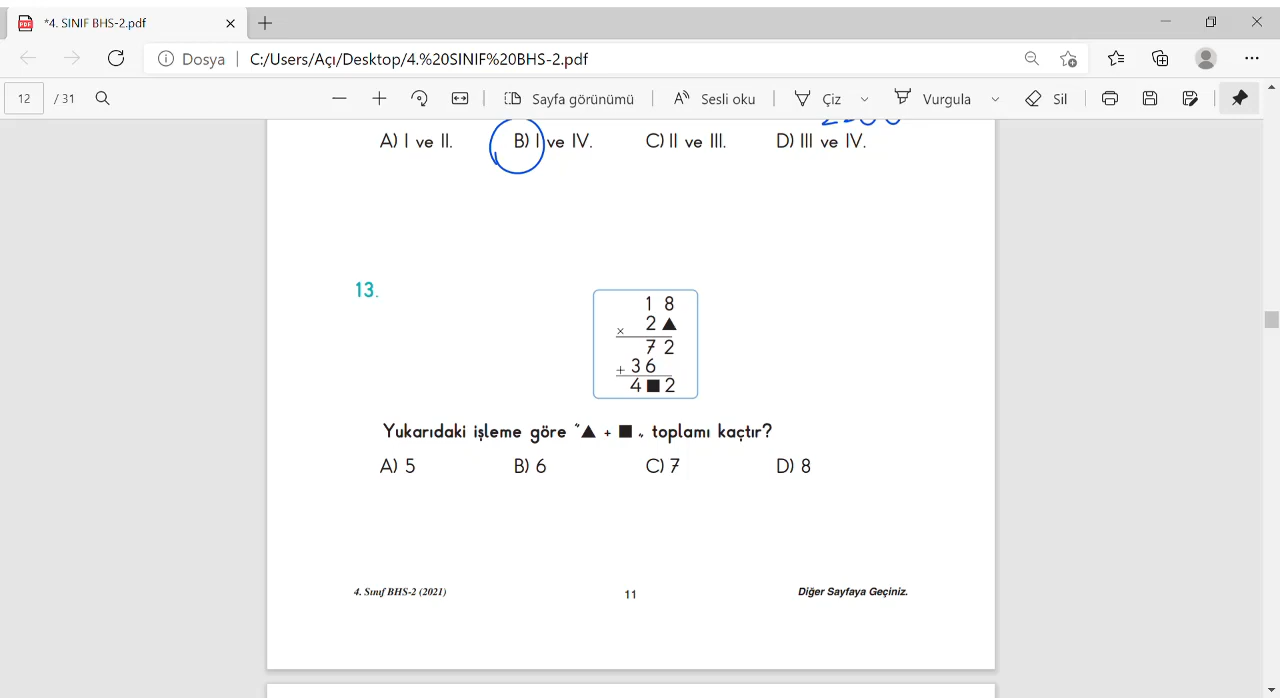 *4. SINIF BHS-2.pdf
Dosya | C:/Users/Açı/Desktop/4.%20SINIF%20BHS-2.pdf
12 / 31 Sayfa görünümü Sesli oku Çiz Vurgula Sil
A) I ve II. B) I ve IV. C) II ve III. D) III ve IV.
13.
1 8
× 2 ▲
7 2
+ 3 6
4 ■ 2
Yukarıdaki işleme göre "▲ + ■" toplamı kaçtır?
A) 5 B) 6 C) 7 D) 8
4. Sınıf BHS-2 (2021) 11 Diğer Sayfaya Geçiniz.